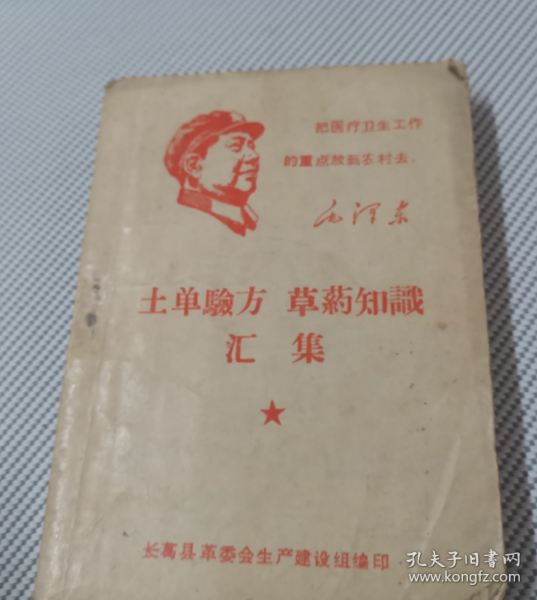 把医疗卫生工作
的重点放到农村去。
毛泽东
土单驗方 草药知識
汇 集
长葛县革委会生产建设组编印
孔夫子旧书网
www.kongfz.com